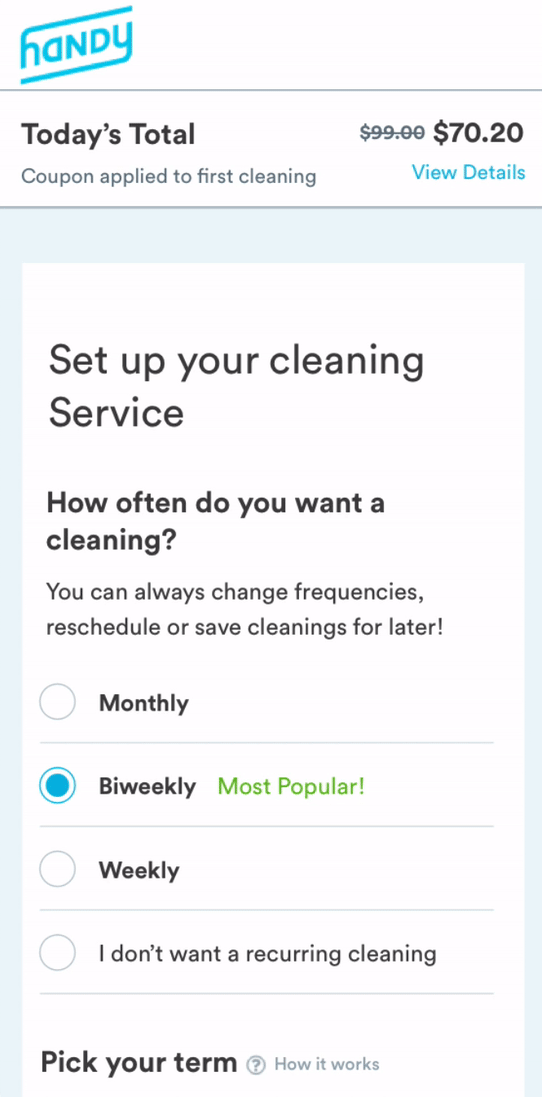 haNDY
Today's Total $99.00 $70.20
Coupon applied to first cleaning View Details
Set up your cleaning
Service
How often do you want a
cleaning?
You can always change frequencies,
reschedule or save cleanings for later!
Monthly
Biweekly Most Popular!
Weekly
I don't want a recurring cleaning
Pick your term ? How it works